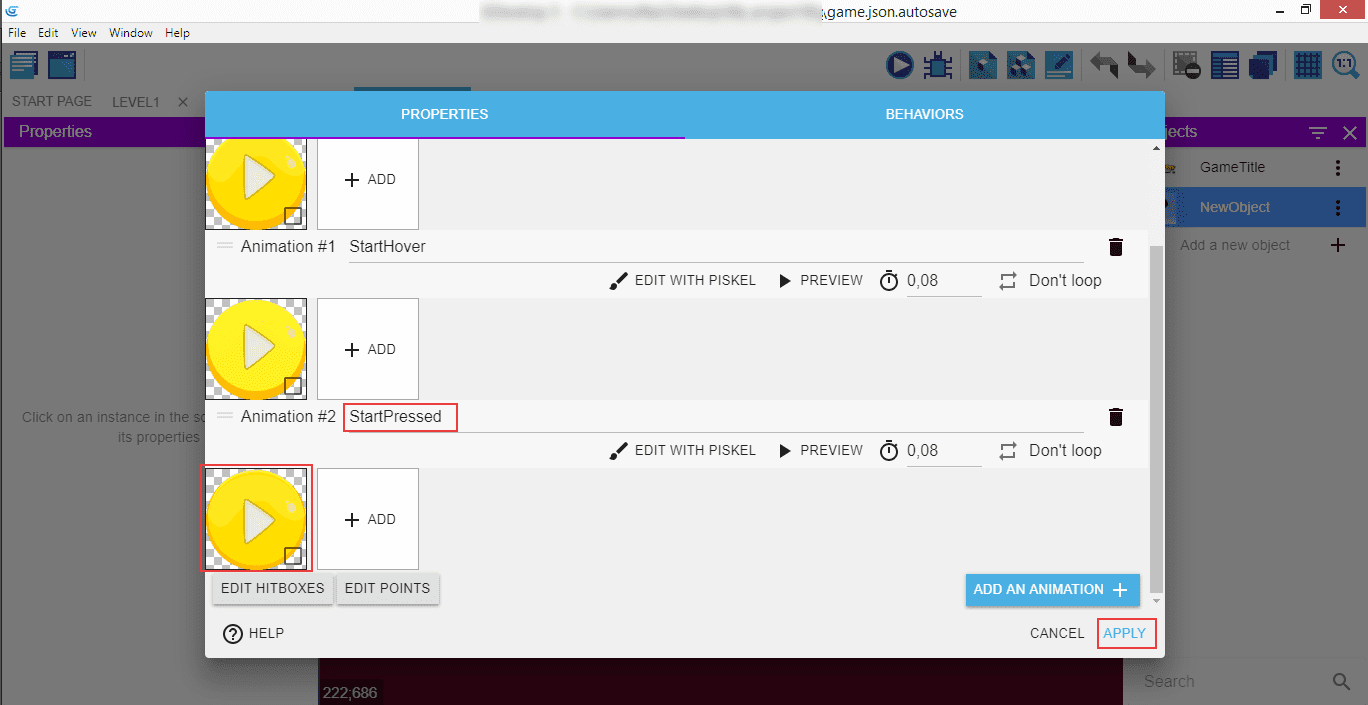 \game.json.autosave
File Edit View Window Help
1:1
START PAGE LEVEL1
PROPERTIES BEHAVIORS
Properties
jects
ADD
GameTitle
NewObject
Animation #1 StartHover
Add a new object
EDIT WITH PISKEL PREVIEW 0,08 Don't loop
ADD
Animation #2 StartPressed
Click on an instance in the sc
its properties
EDIT WITH PISKEL PREVIEW 0,08 Don't loop
ADD
EDIT HITBOXES EDIT POINTS ADD AN ANIMATION
HELP CANCEL APPLY
222;686
Search